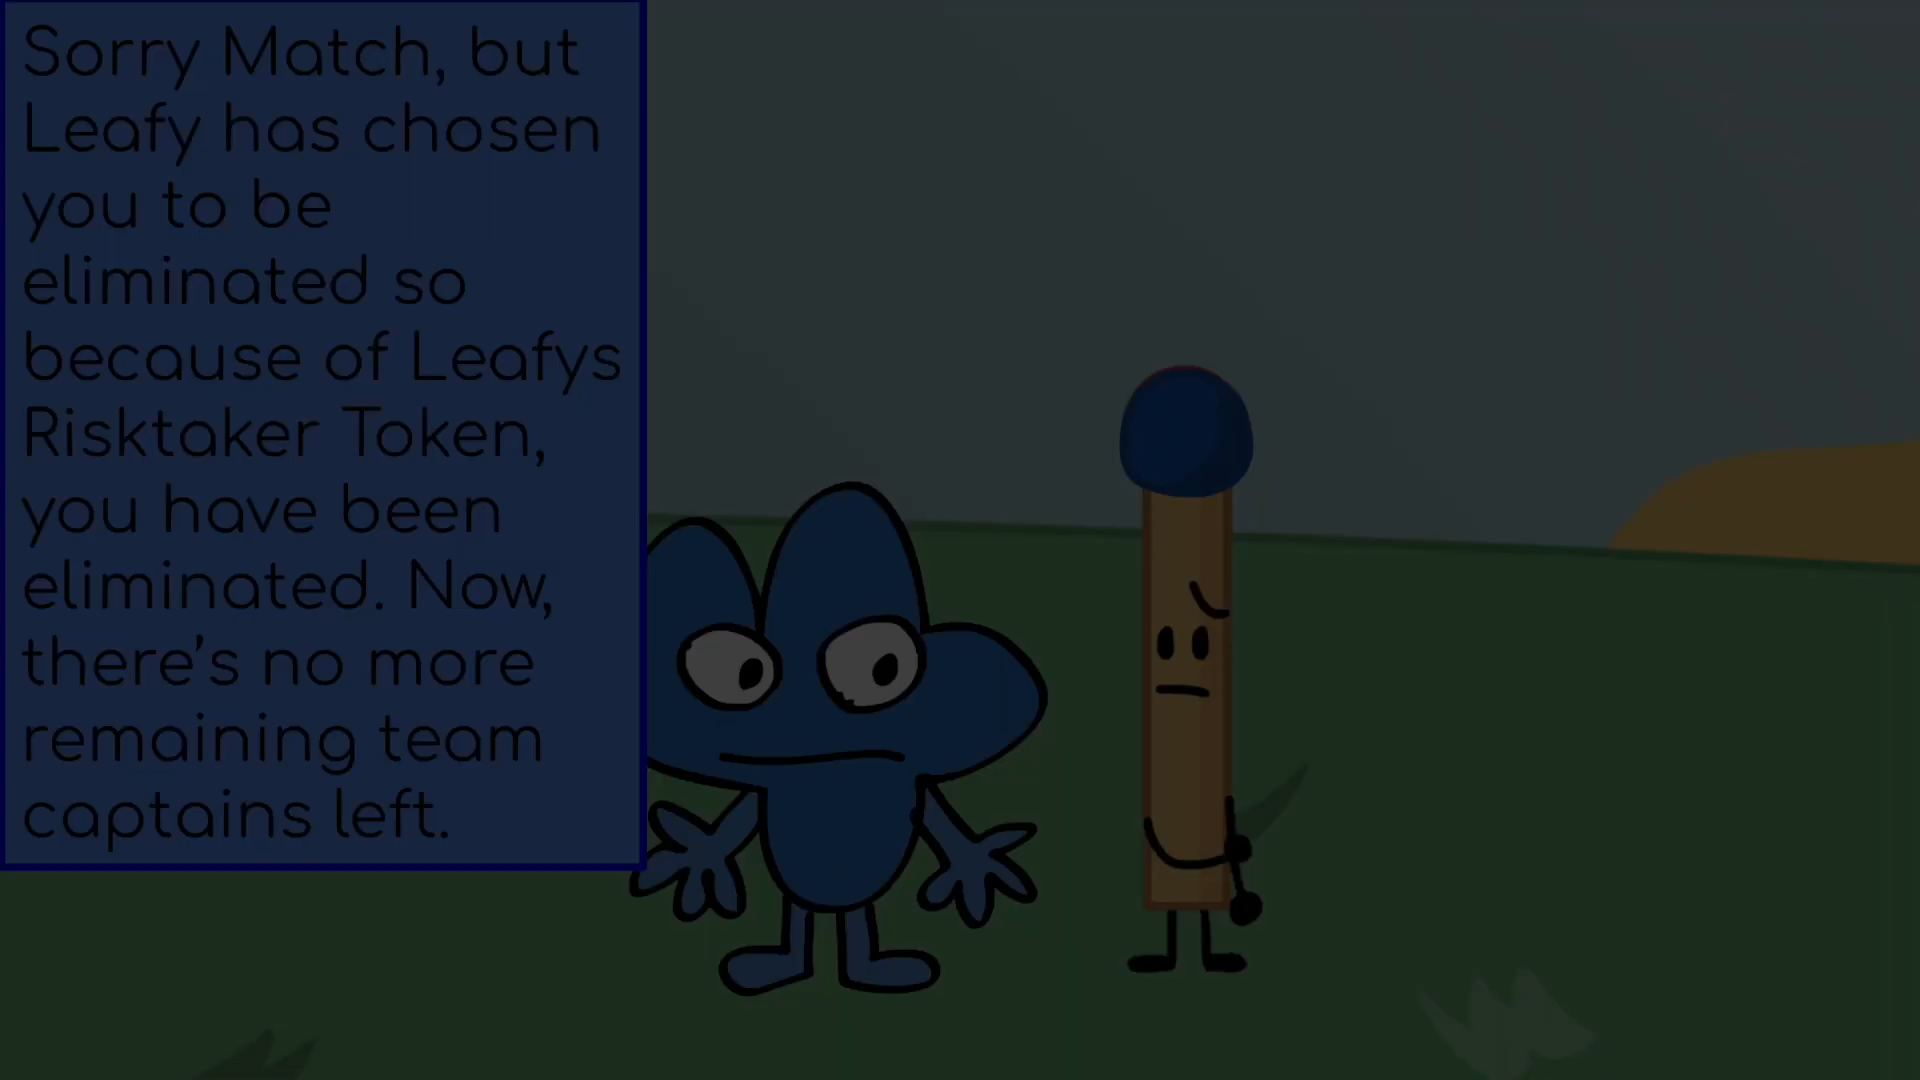 Sorry Match, but
Leafy has chosen
you to be
eliminated so
because of Leafys
Risktaker Token,
you have been
eliminated. Now,
there's no more
remaining team
captains left.